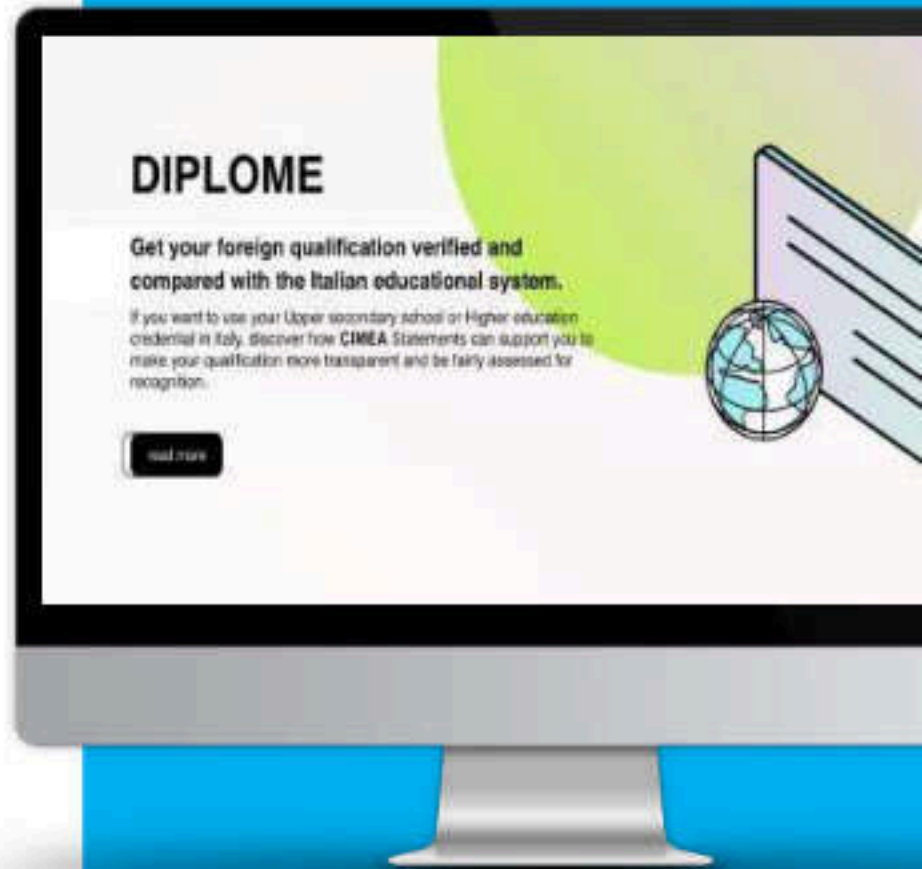 DIPLOME
Get your foreign qualification verified and
compared with the Italian educational system.
If you want to use your Upper secondary school or Higher education
credential in Italy, discover how CIMEA Statements can support you to
make your qualification more transparent and be fairly assessed for
recognition.
read more